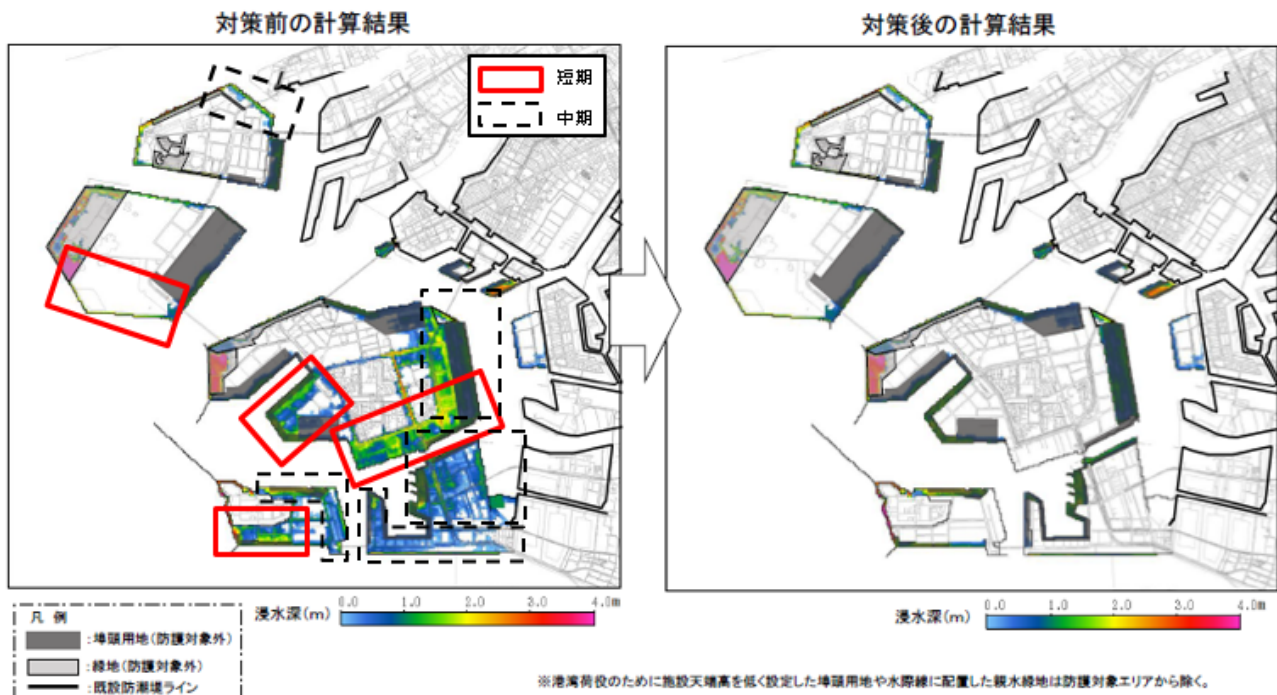 対策前の計算結果
対策後の計算結果
短期
中期
凡 例
:埠頭用地(防護対象外)
:緑地(防護対象外)
:既設防潮堤ライン
浸水深(m)
0.0 1.0 2.0 3.0 4.0m
浸水深(m)
0.0 1.0 2.0 3.0 4.0m
※港湾荷役のために施設天端高を低く設定した埠頭用地や水際線に配置した親水緑地は防護対象エリアから除く。